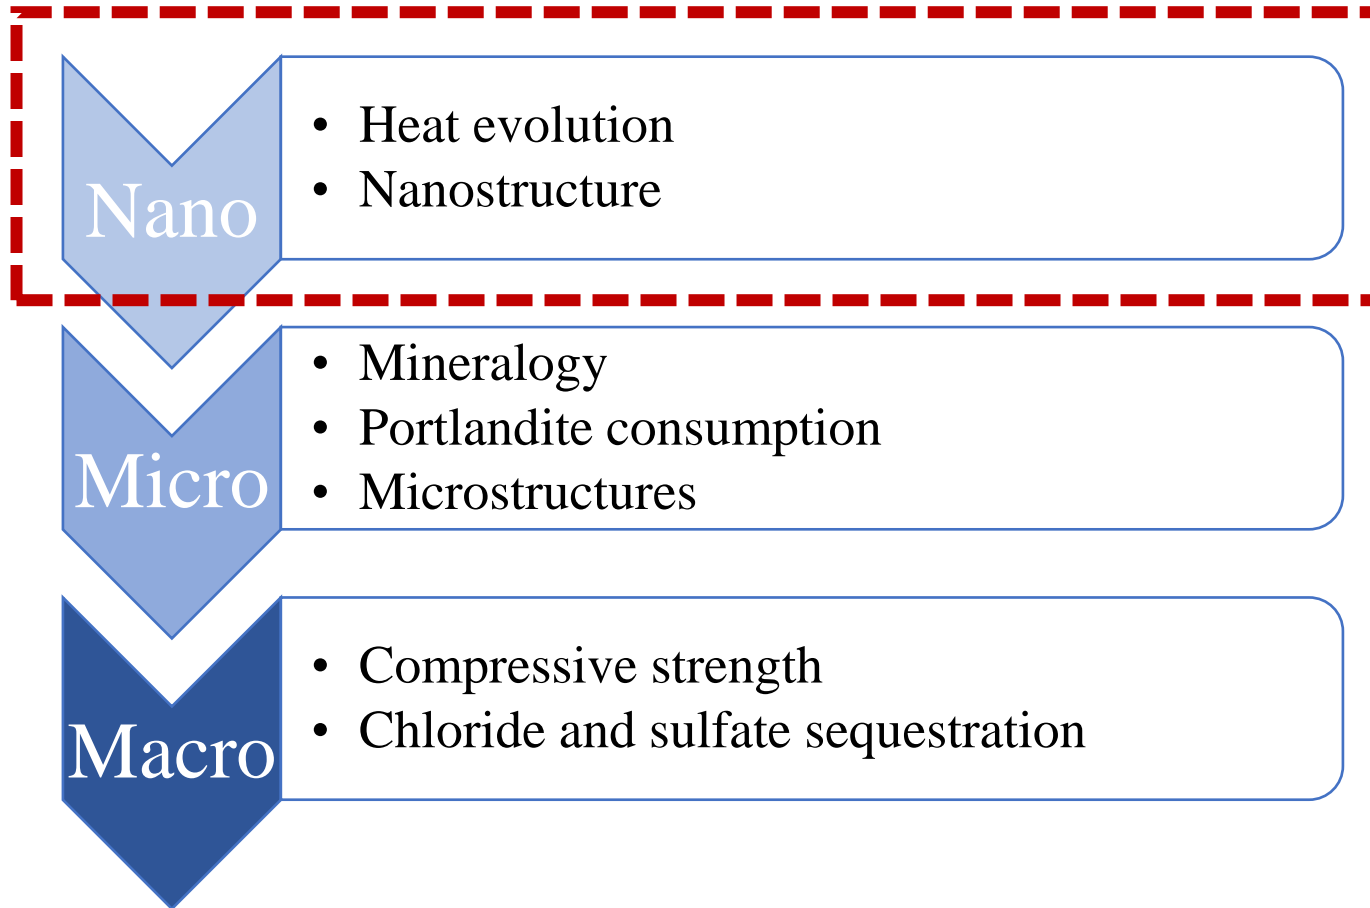 Nano
• Heat evolution
• Nanostructure
Micro
• Mineralogy
• Portlandite consumption
• Microstructures
Macro
• Compressive strength
• Chloride and sulfate sequestration